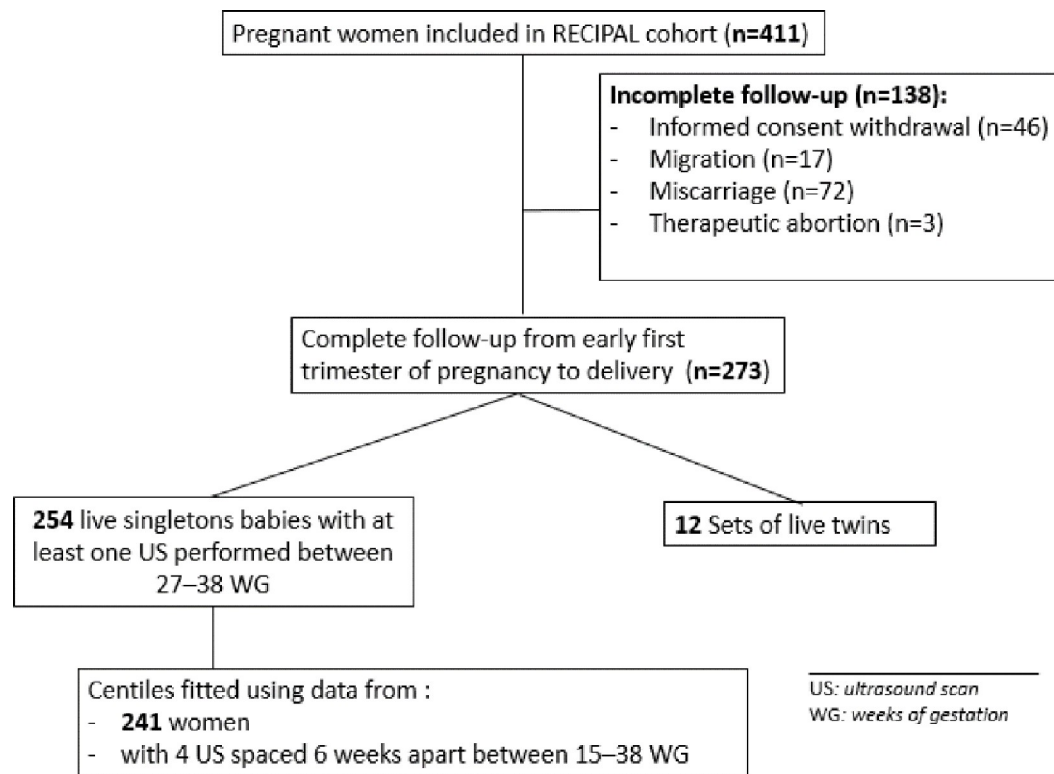 Pregnant women included in RECIPAL cohort (n=411)
Incomplete follow-up (n=138):
- Informed consent withdrawal (n=46)
- Migration (n=17)
- Miscarriage (n=72)
- Therapeutic abortion (n=3)
Complete follow-up from early first
trimester of pregnancy to delivery (n=273)
254 live singletons babies with at
least one US performed between
27–38 WG
12 Sets of live twins
Centiles fitted using data from :
- 241 women
- with 4 US spaced 6 weeks apart between 15–38 WG
US: ultrasound scan
WG: weeks of gestation